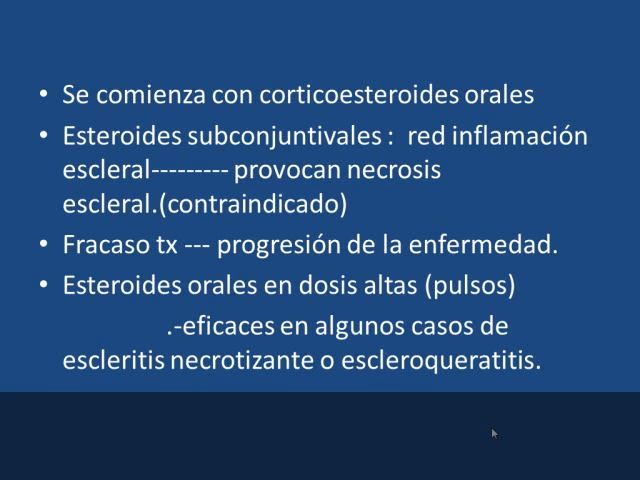 • Se comienza con corticoesteroides orales
• Esteroides subconjuntivales : red inflamación
escleral--------- provocan necrosis
escleral.(contraindicado)
• Fracaso tx --- progresión de la enfermedad.
• Esteroides orales en dosis altas (pulsos)
.-eficaces en algunos casos de
escleritis necrotizante o escleroqueratitis.